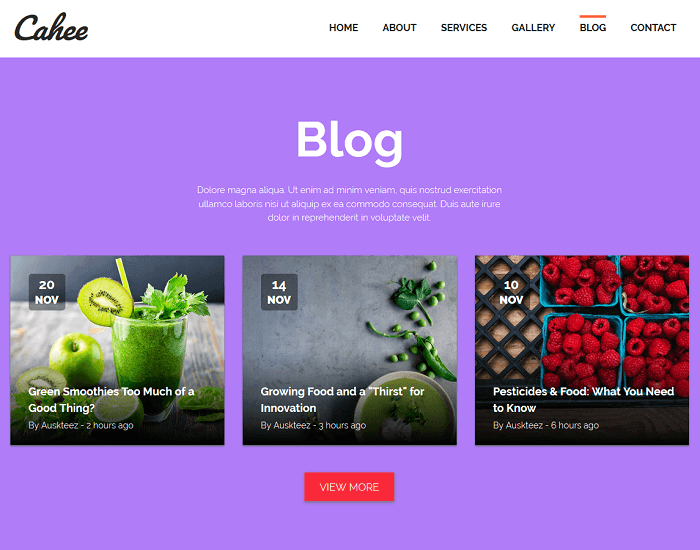 Cahee
HOME ABOUT SERVICES GALLERY BLOG CONTACT
Blog
Dolore magna aliqua. Ut enim ad minim veniam, quis nostrud exercitation
ullamco laboris nisi ut aliquip ex ea commodo consequat. Duis aute irure
dolor in reprehenderit in voluptate velit.
20
NOV
Green Smoothies Too Much of a
Good Thing?
By Auskteez - 2 hours ago
14
NOV
Growing Food and a "Thirst" for
Innovation
By Auskteez - 3 hours ago
10
NOV
Pesticides & Food: What You Need
to Know
By Auskteez - 6 hours ago
VIEW MORE